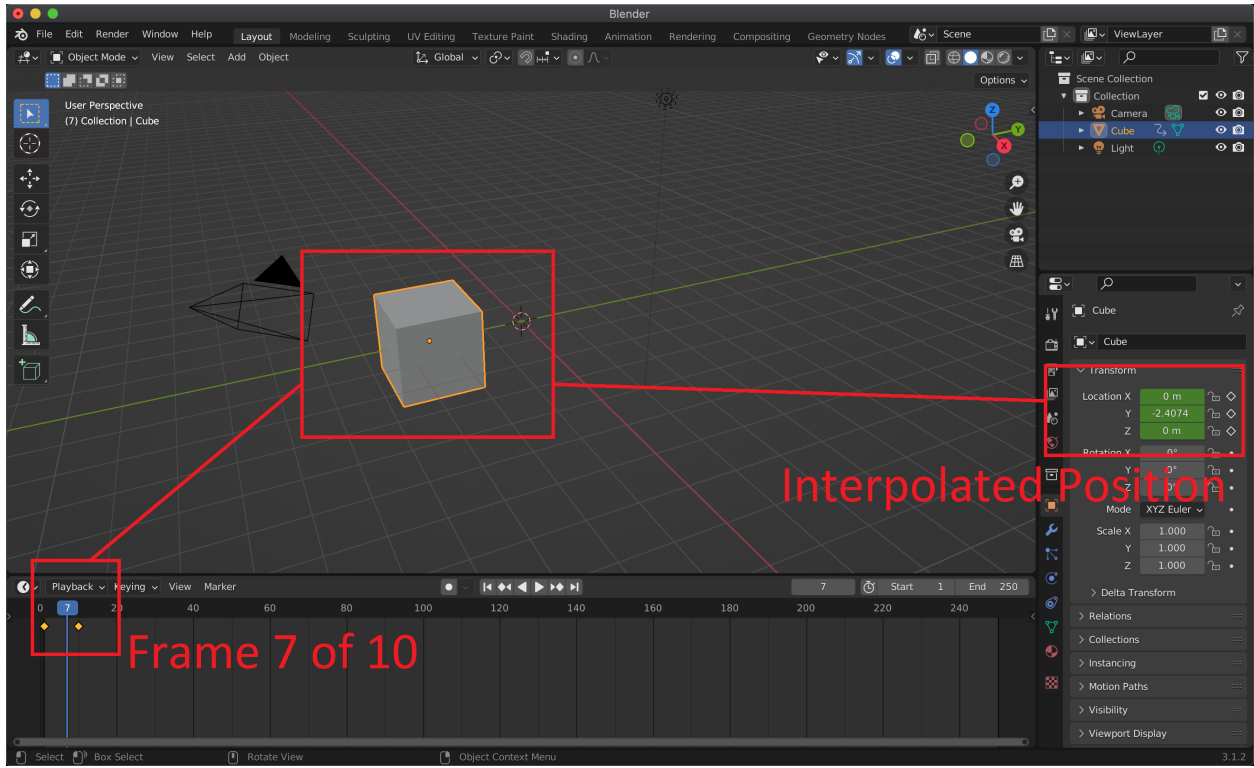 Blender
File Edit Render Window Help Layout Modeling Sculpting UV Editing Texture Paint Shading Animation Rendering Compositing Geometry Nodes Scene ViewLayer
Object Mode View Select Add Object Global
Options
User Perspective
(7) Collection | Cube
Z
Y
X
Scene Collection
Collection
Camera
Cube
Light
Cube
Cube
Transform
Location X 0 m
Y -2.4074
Z 0 m
Rotation X 0°
Y 0°
Z 0°
Interpolated Position
Mode XYZ Euler
Scale X 1.000
Y 1.000
Z 1.000
Delta Transform
Relations
Collections
Instancing
Motion Paths
Visibility
Viewport Display
Playback Keying View Marker 7 Start 1 End 250
0 7 20 40 60 80 100 120 140 160 180 200 220 240
Frame 7 of 10
Select Box Select Rotate View Object Context Menu 3.1.2